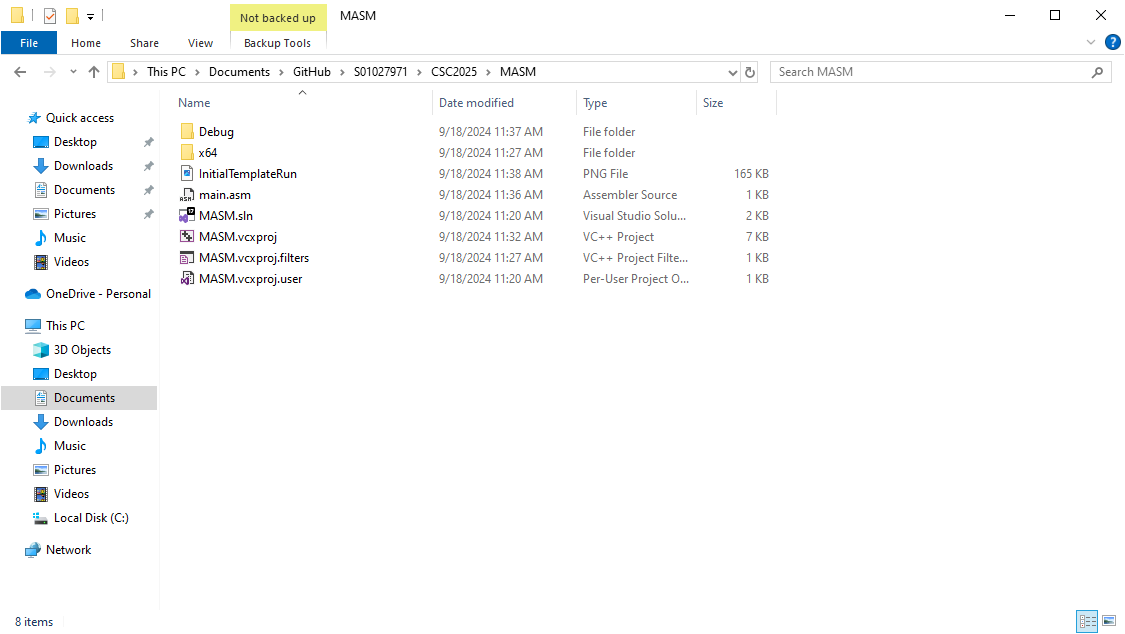 Not backed up MASM
File Home Share View Backup Tools
This PC Documents GitHub S01027971 CSC2025 MASM Search MASM
Name Date modified Type Size
Quick access
Desktop
Downloads
Documents
Pictures
Music
Videos
OneDrive - Personal
This PC
3D Objects
Desktop
Documents
Downloads
Music
Pictures
Videos
Local Disk (C:)
Network
Debug 9/18/2024 11:37 AM File folder
x64 9/18/2024 11:27 AM File folder
InitialTemplateRun 9/18/2024 11:38 AM PNG File 165 KB
main.asm 9/18/2024 11:36 AM Assembler Source 1 KB
MASM.sln 9/18/2024 11:20 AM Visual Studio Solu... 2 KB
MASM.vcxproj 9/18/2024 11:32 AM VC++ Project 7 KB
MASM.vcxproj.filters 9/18/2024 11:27 AM VC++ Project Filte... 1 KB
MASM.vcxproj.user 9/18/2024 11:20 AM Per-User Project O... 1 KB
8 items